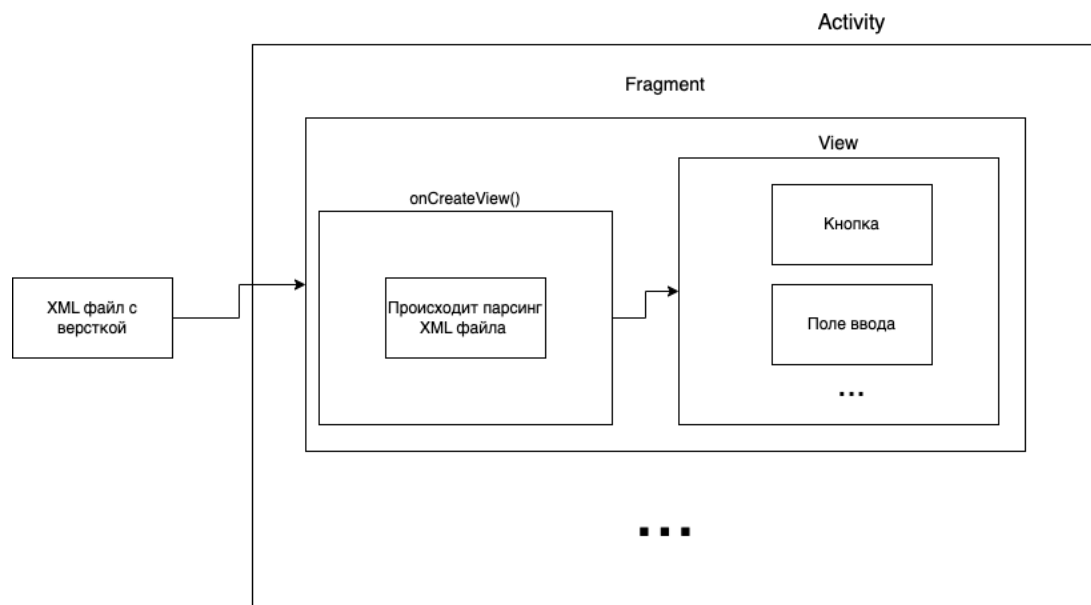 Activity
Fragment
View
onCreateView()
Кнопка
XML файл с
версткой
Происходит парсинг
XML файла
Поле ввода
...
...